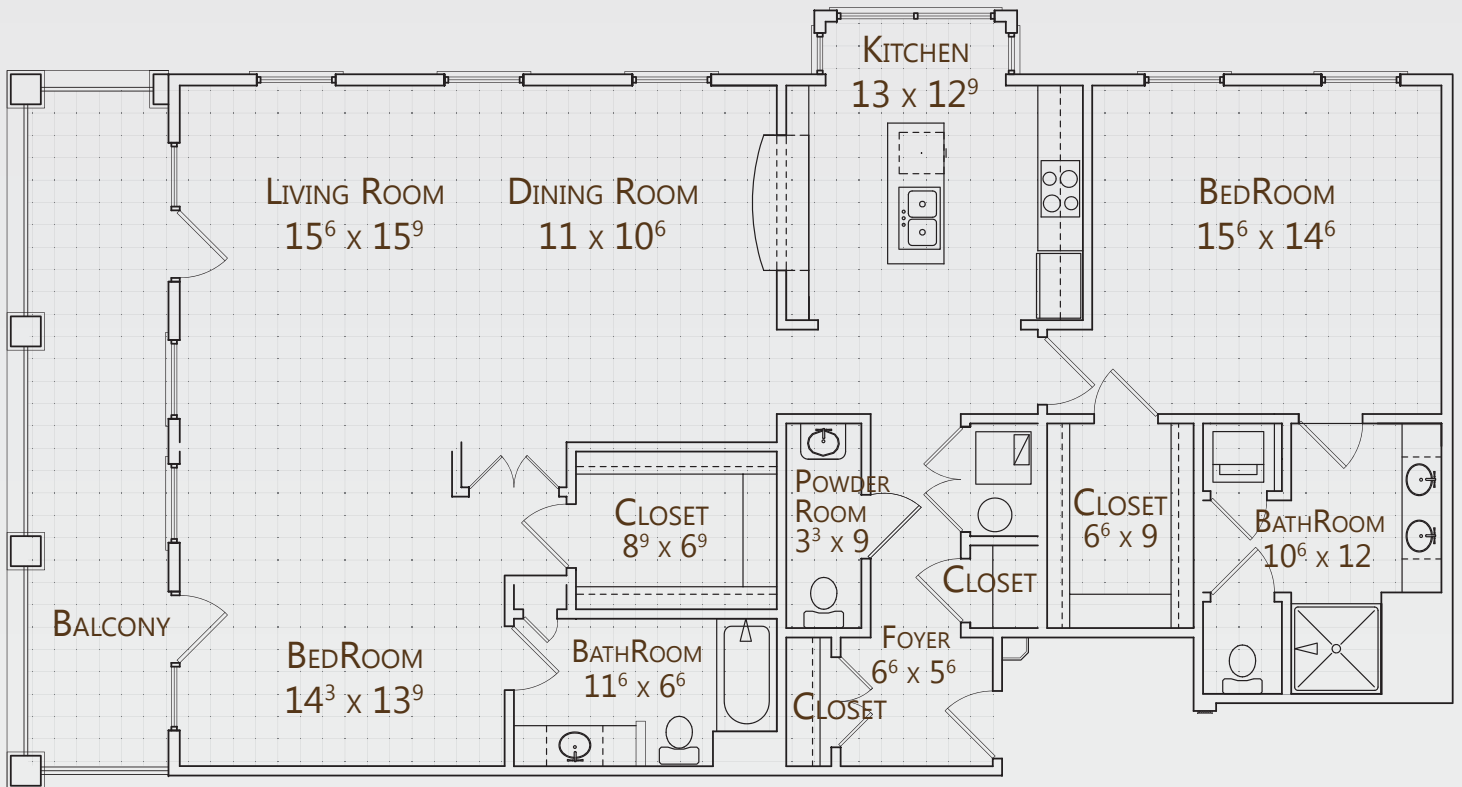 Kitchen
13 x 12⁹
Living Room
15⁶ x 15⁹
Dining Room
11 x 10⁶
BedRoom
15⁶ x 14⁶
Powder
Room
3³ x 9
Closet
8⁹ x 6⁹
Closet
6⁶ x 9
BathRoom
10⁶ x 12
Closet
Balcony
BedRoom
14³ x 13⁹
BathRoom
11⁶ x 6⁶
Foyer
6⁶ x 5⁶
Closet